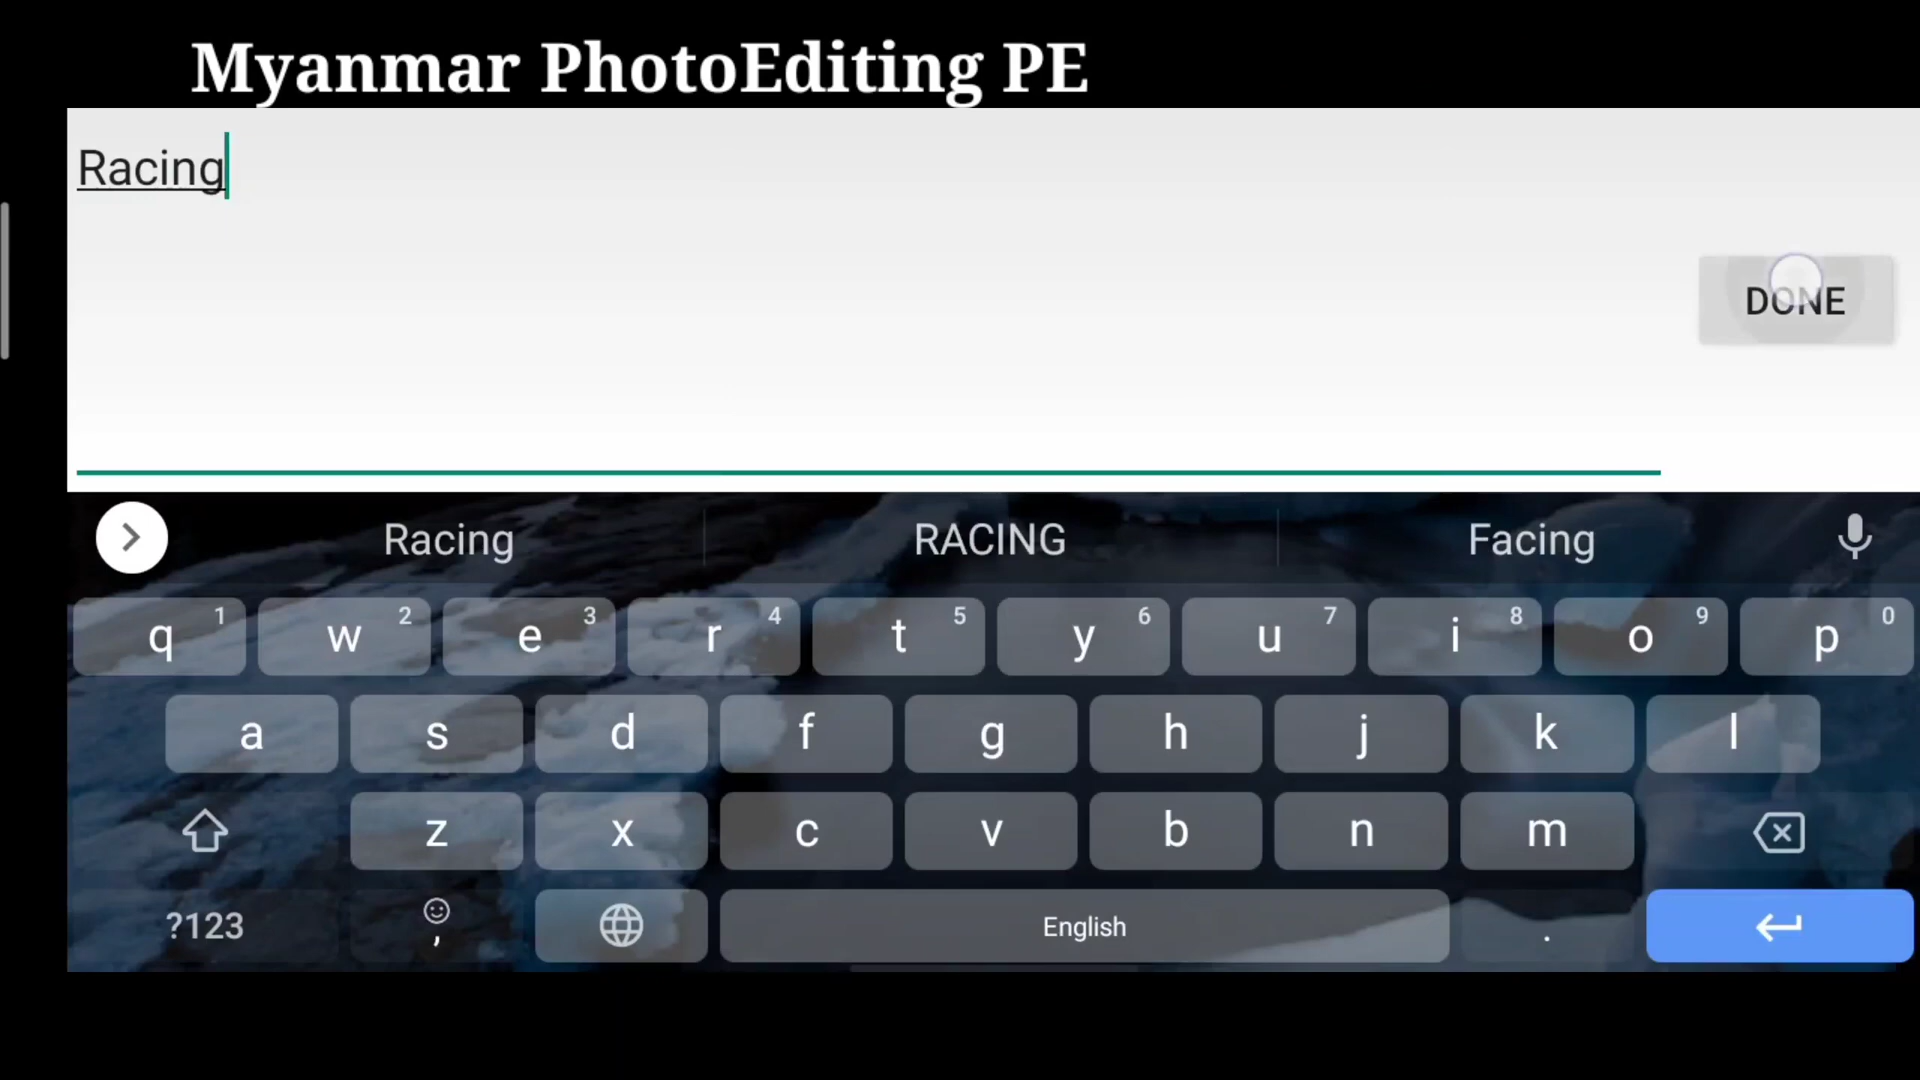 Myanmar PhotoEditing PE
Racing
DONE
Racing RACING Facing
q 1 w 2 e 3 r 4 t 5 y 6 u 7 i 8 o 9 p 0
a s d f g h j k l
z x c v b n m
?123 , English .